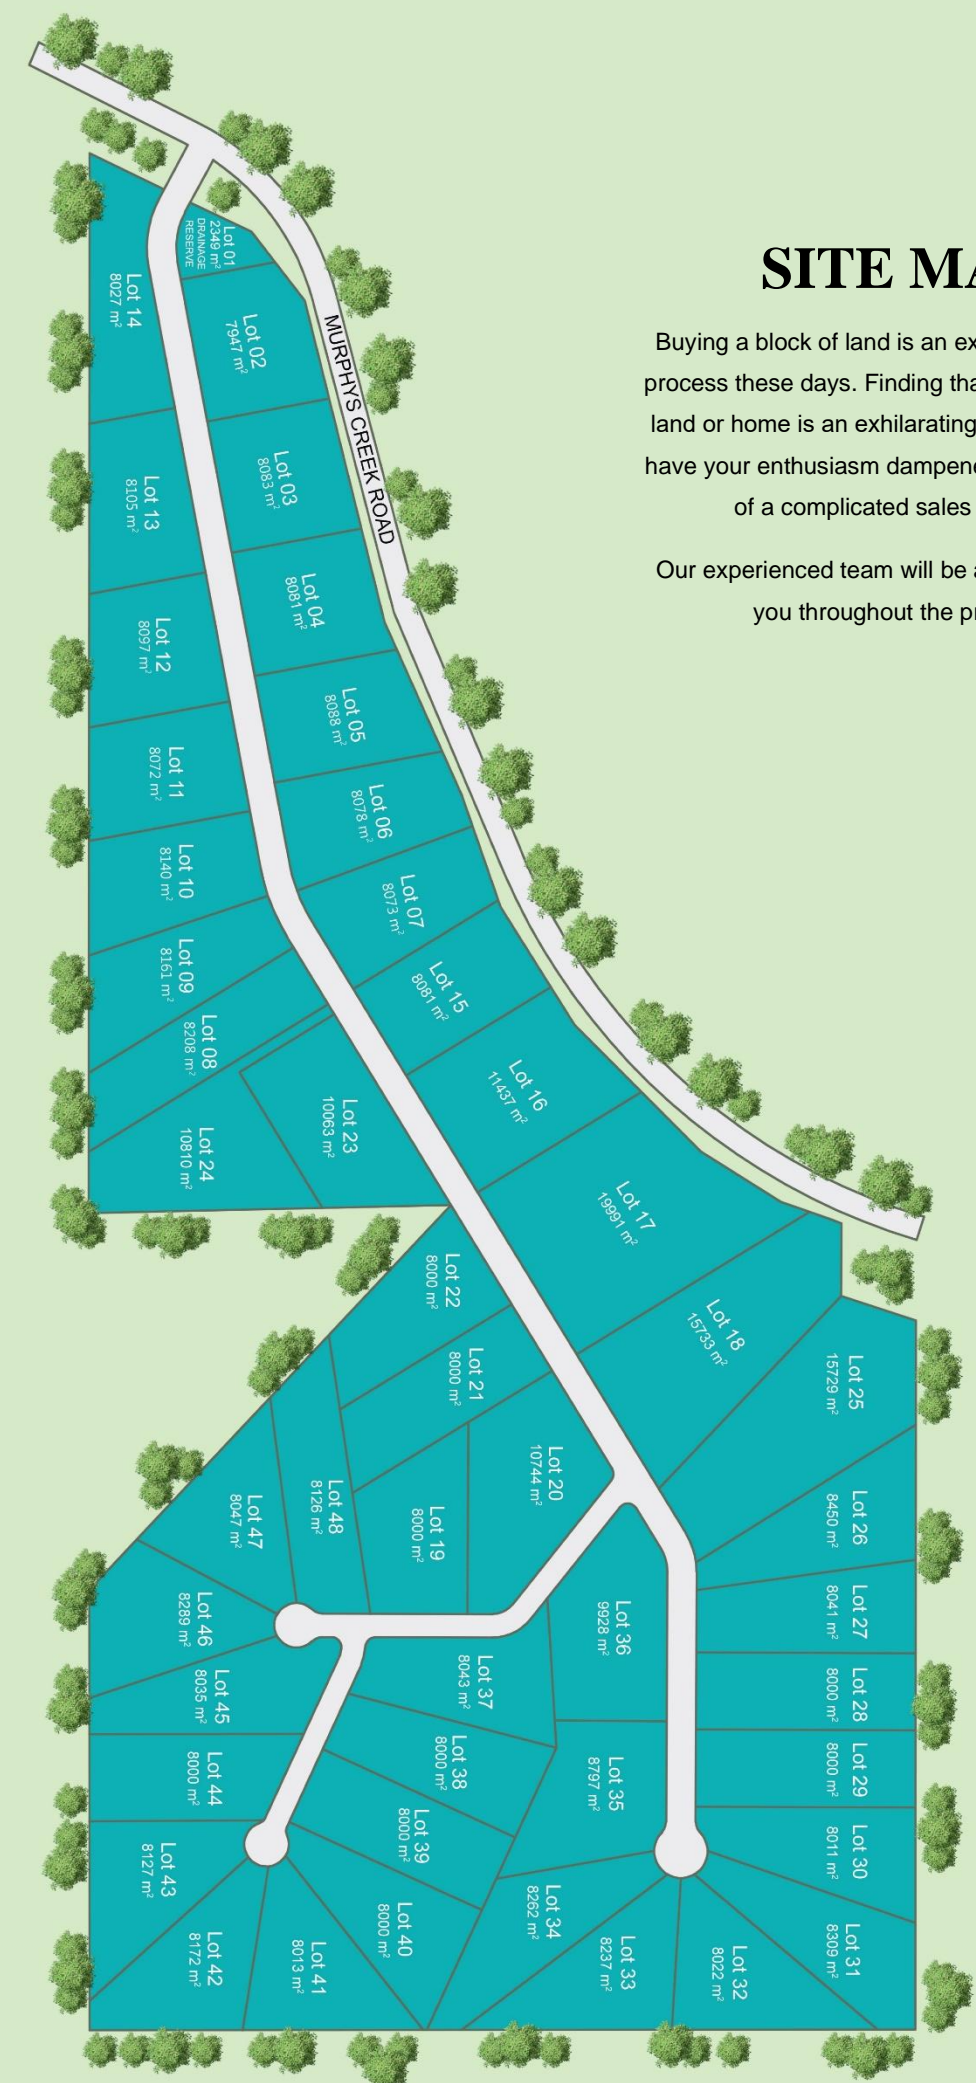 SITE MA
Buying a block of land is an ex
process these days. Finding tha
land or home is an exhilarating
have your enthusiasm dampene
of a complicated sales
Our experienced team will be a
you throughout the pr
MURPHYS CREEK ROAD
Lot 01
2349 m²
DRAINAGE
RESERVE
Lot 14
8027 m²
Lot 02
7947 m²
Lot 13
8105 m²
Lot 03
8083 m²
Lot 12
8097 m²
Lot 04
8081 m²
Lot 11
8072 m²
Lot 05
8088 m²
Lot 10
8140 m²
Lot 06
8078 m²
Lot 09
8161 m²
Lot 07
8073 m²
Lot 08
8208 m²
Lot 15
8081 m²
Lot 24
10810 m²
Lot 23
10063 m²
Lot 16
11437 m²
Lot 17
19991 m²
Lot 22
8000 m²
Lot 18
15733 m²
Lot 21
8000 m²
Lot 25
15729 m²
Lot 20
10744 m²
Lot 48
8126 m²
Lot 47
8047 m²
Lot 19
8000 m²
Lot 26
8450 m²
Lot 46
8289 m²
Lot 36
9928 m²
Lot 27
8041 m²
Lot 45
8035 m²
Lot 37
8043 m²
Lot 28
8000 m²
Lot 44
8000 m²
Lot 38
8000 m²
Lot 35
8797 m²
Lot 29
8000 m²
Lot 43
8127 m²
Lot 39
8000 m²
Lot 30
8011 m²
Lot 42
8172 m²
Lot 41
8013 m²
Lot 40
8000 m²
Lot 34
8262 m²
Lot 33
8237 m²
Lot 32
8022 m²
Lot 31
8309 m²